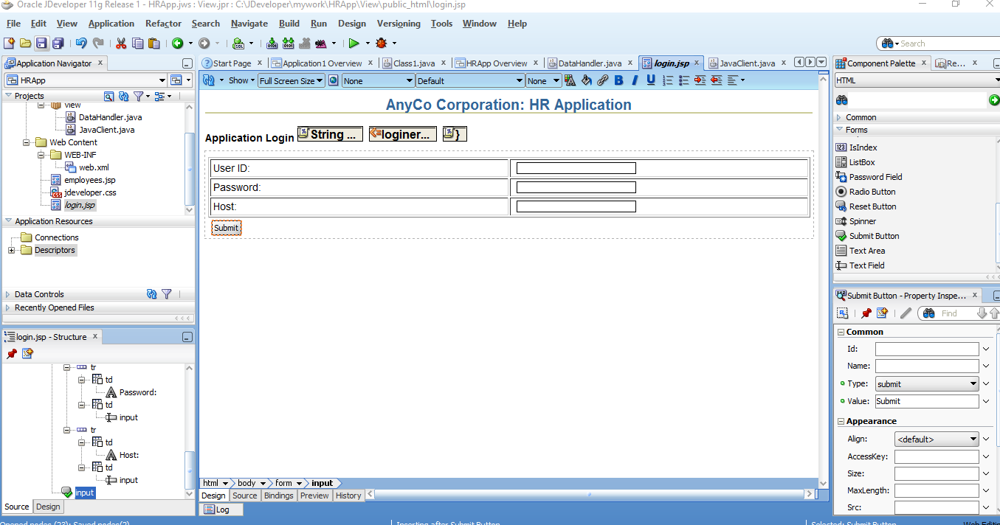 Oracle JDeveloper 11g Release 1 - HRApp.jws : View.jpr : C:\JDeveloper\mywork\HRApp\View\public_html\login.jsp
File Edit View Application Refactor Search Navigate Build Run Design Versioning Tools Window Help
Search
Application Navigator
HRApp
Projects
view
DataHandler.java
JavaClient.java
Web Content
WEB-INF
web.xml
employees.jsp
jdeveloper.css
login.jsp
Application Resources
Connections
Descriptors
Data Controls
Recently Opened Files
login.jsp - Structure
tr
td
Password:
td
input
tr
td
Host:
td
input
input
Source Design
Start Page Application1 Overview Class1.java HRApp Overview DataHandler.java login.jsp JavaClient.java
Show Full Screen Size None Default None B I U
AnyCo Corporation: HR Application
Application Login String ... loginer... }
User ID:
Password:
Host:
Submit
html body form input
Design Source Bindings Preview History
Log
Component Palette Re...
HTML
Common
Forms
IsIndex
ListBox
Password Field
Radio Button
Reset Button
Spinner
Submit Button
Text Area
Text Field
Submit Button - Property Inspe...
Find
Common
Id:
Name:
Type: submit
Value: Submit
Appearance
Align: <default>
AccessKey:
Size:
MaxLength:
Src:
Opened nodes (23); Saved nodes(2) Inserting after Submit Button Selected: Submit Button Web Editing